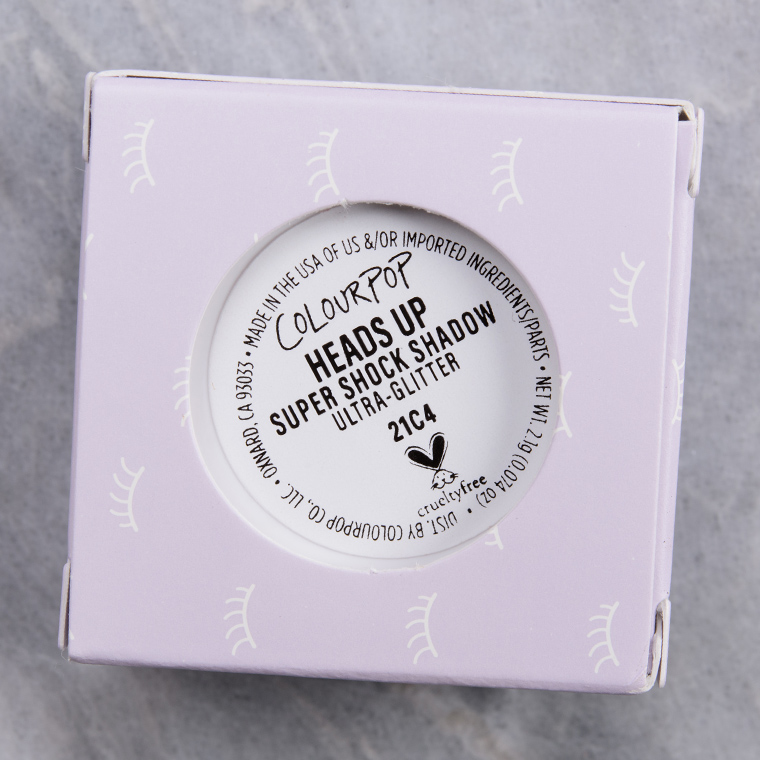 COLOURPOP
HEADS UP
SUPER SHOCK SHADOW
ULTRA-GLITTER
21C4
crueltyfree
• MADE IN THE USA OF US &/OR IMPORTED INGREDIENTS/PARTS • NET WT. 2.1g (0.074 OZ) • DIST. BY COLOURPOP CO., LLC. • OXNARD, CA 93033